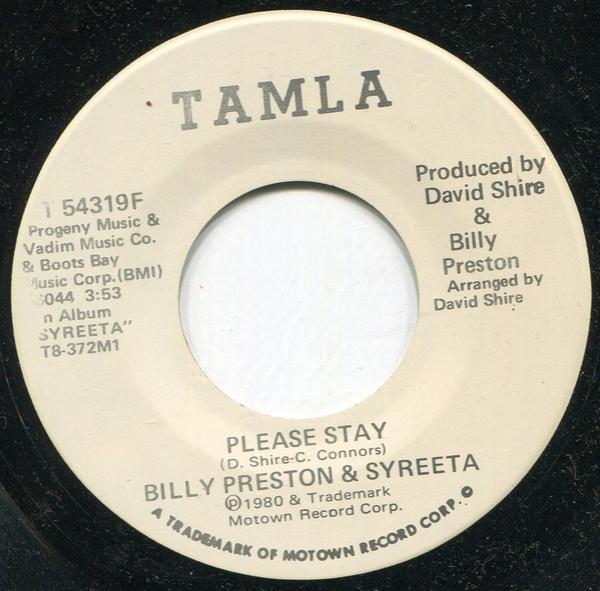 TAMLA
54319F
Progeny Music &
Vadim Music Co.
& Boots Bay
Music Corp.(BMI)
S044 3:53
n Album
SYREETA"
T8-372M1
Produced by
David Shire
&
Billy
Preston
Arranged by
David Shire
PLEASE STAY
(D. Shire-C. Connors)
BILLY PRESTON & SYREETA
℗1980 & Trademark
Motown Record Corp.
A TRADEMARK OF MOTOWN RECORD CORP. ©